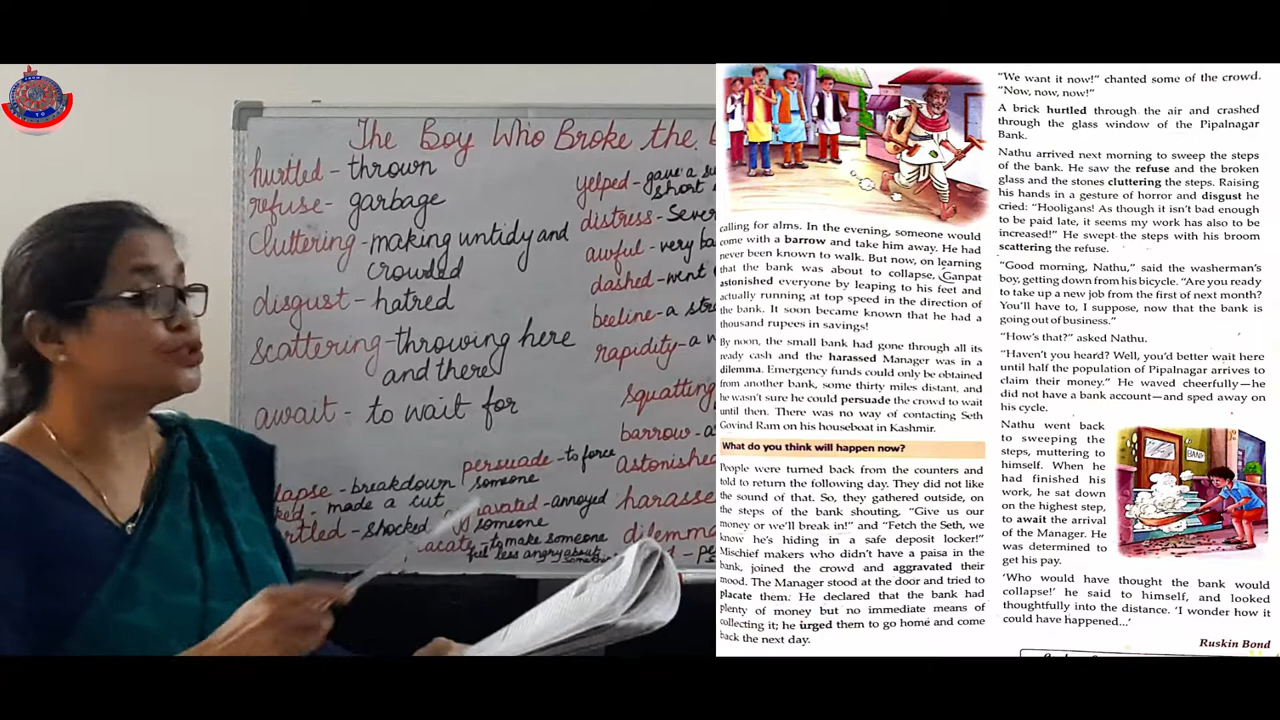 The Boy Who Broke the
hurtled - thrown
refuse - garbage
cluttering - making untidy and
crowded
disgust - hatred
scattering - throwing here
and there
await - to wait for
lapse - breakdown
made a cut
shocked
persuade - to force
someone
avated - annoyed
someone
- to make someone
less angry about
yelped - gave a
short
distress -
awful - very
dashed - went
beeline - a
rapidity - a
squatting
barrow - a
Astonished
harasse
dilemma
calling for alms. In the evening, someone would
come with a barrow and take him away. He had
never been known to walk. But now, on learning
that the bank was about to collapse, Ganpat
astonished everyone by leaping to his feet and
actually running at top speed in the direction of
the bank. It soon became known that he had a
thousand rupees in savings!
By noon, the small bank had gone through all its
ready cash and the harassed Manager was in a
dilemma. Emergency funds could only be obtained
from another bank, some thirty miles distant, and
he wasn't sure he could persuade the crowd to wait
until then. There was no way of contacting Seth
Govind Ram on his houseboat in Kashmir.
What do you think will happen now?
People were turned back from the counters and
told to return the following day. They did not like
the sound of that. So, they gathered outside, on
the steps of the bank shouting, "Give us our
money or we'll break in!" and "Fetch the Seth, we
know he's hiding in a safe deposit locker!"
Mischief makers who didn't have a paisa in the
bank, joined the crowd and aggravated their
mood. The Manager stood at the door and tried to
placate them. He declared that the bank had
plenty of money but no immediate means of
collecting it; he urged them to go home and come
back the next day.
"We want it now!" chanted some of the crowd.
"Now, now, now!"
A brick hurtled through the air and crashed
through the glass window of the Pipalnagar
Bank.
Nathu arrived next morning to sweep the steps
of the bank. He saw the refuse and the broken
glass and the stones cluttering the steps. Raising
his hands in a gesture of horror and disgust he
cried: "Hooligans! As though it isn't bad enough
to be paid late, it seems my work has also to be
increased!" He swept the steps with his broom
scattering the refuse.
"Good morning, Nathu," said the washerman's
boy, getting down from his bicycle. "Are you ready
to take up a new job from the first of next month?
You'll have to, I suppose, now that the bank is
going out of business."
"How's that?" asked Nathu.
"Haven't you heard? Well, you'd better wait here
until half the population of Pipalnagar arrives to
claim their money." He waved cheerfully—he
did not have a bank account—and sped away on
his cycle.
Nathu went back
to sweeping the
steps, muttering to
himself. When he
had finished his
work, he sat down
on the highest step,
to await the arrival
of the Manager. He
was determined to
get his pay.
BANK
'Who would have thought the bank would
collapse!' he said to himself, and looked
thoughtfully into the distance. 'I wonder how it
could have happened...'
Ruskin Bond